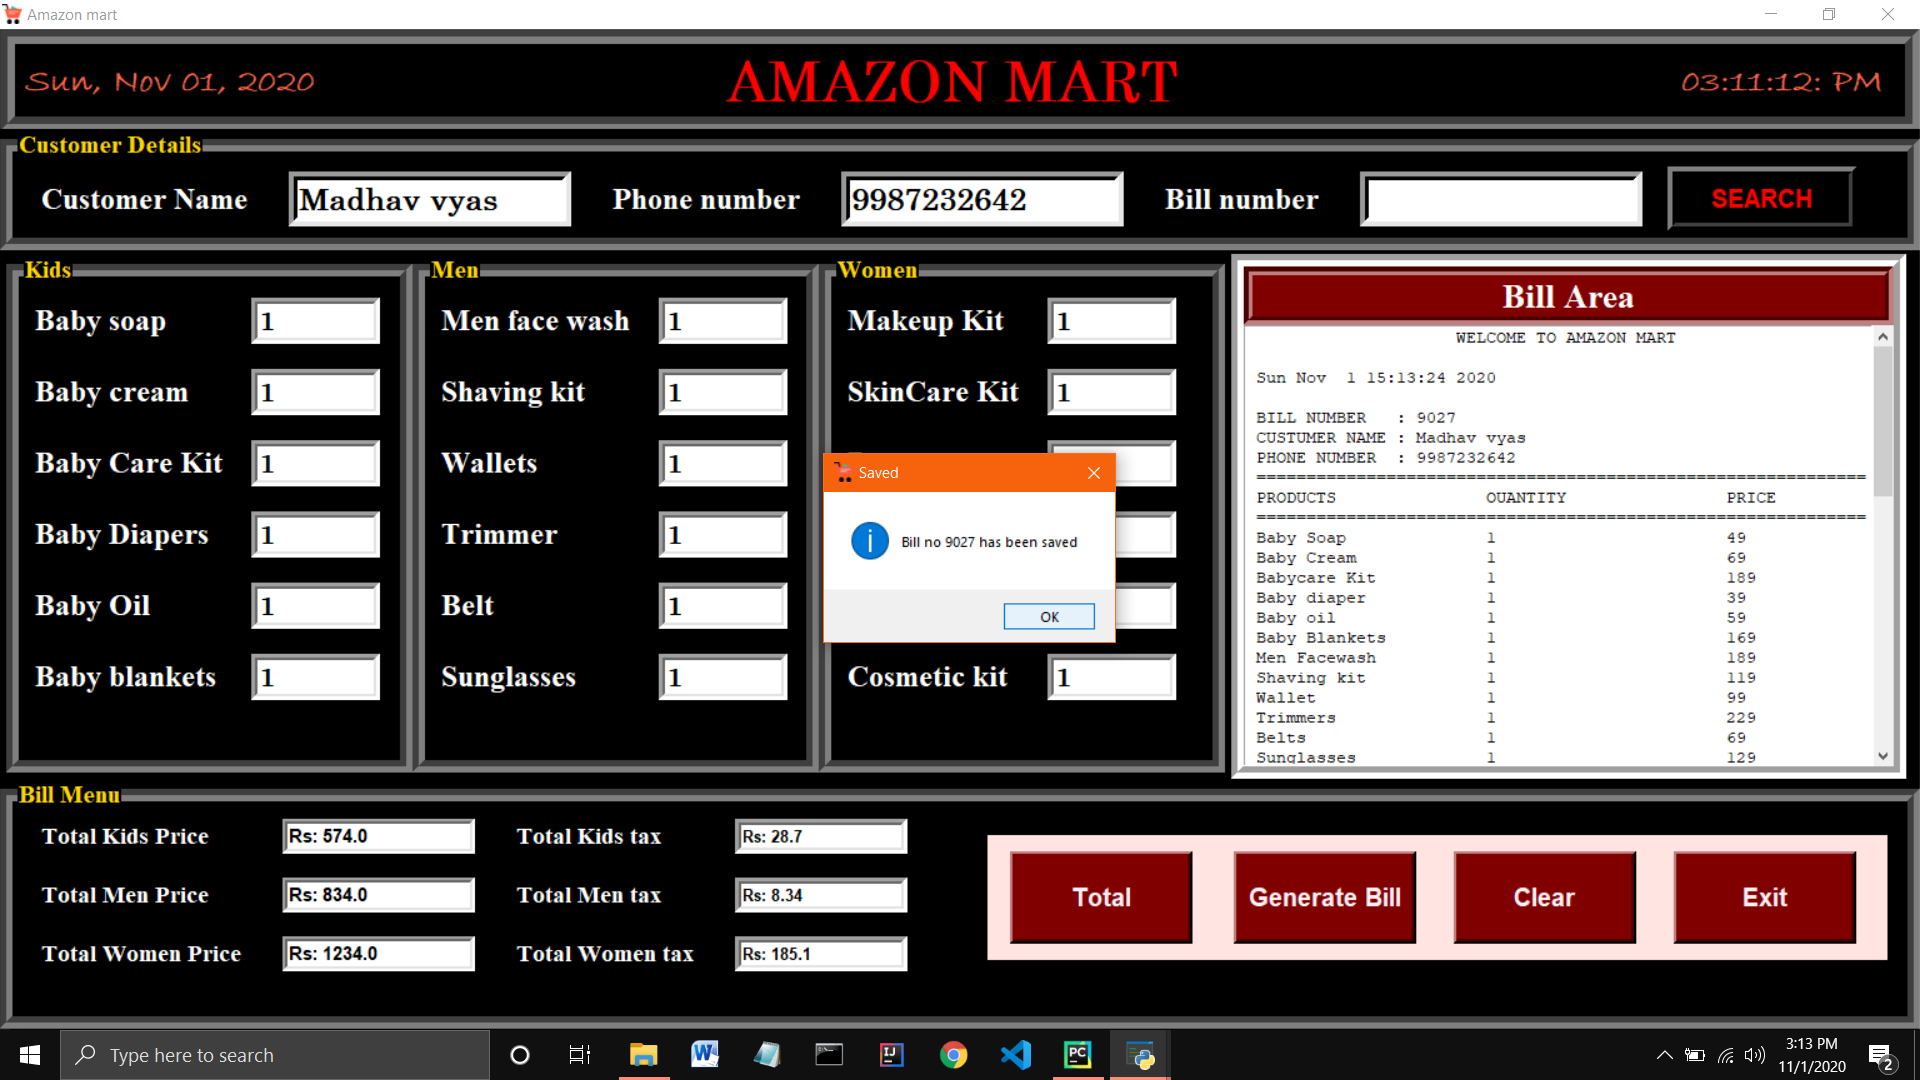 Amazon mart
Sun, Nov 01, 2020
AMAZON MART
03:11:12: PM
Customer Details
Customer Name
Madhav vyas
Phone number
9987232642
Bill number
SEARCH
Kids
Baby soap 1
Baby cream 1
Baby Care Kit 1
Baby Diapers 1
Baby Oil 1
Baby blankets 1
Men
Men face wash 1
Shaving kit 1
Wallets 1
Trimmer 1
Belt 1
Sunglasses 1
Women
Makeup Kit 1
SkinCare Kit 1
Cosmetic kit 1
Saved
Bill no 9027 has been saved
OK
Bill Area
WELCOME TO AMAZON MART
Sun Nov  1 15:13:24 2020
BILL NUMBER   : 9027
CUSTUMER NAME : Madhav vyas
PHONE NUMBER  : 9987232642
=============================================================
PRODUCTS QUANTITY PRICE
=============================================================
Baby Soap 1 49
Baby Cream 1 69
Babycare Kit 1 189
Baby diaper 1 39
Baby oil 1 59
Baby Blankets 1 169
Men Facewash 1 189
Shaving kit 1 119
Wallet 1 99
Trimmers 1 229
Belts 1 69
Sunglasses 1 129
Bill Menu
Total Kids Price Rs: 574.0 Total Kids tax Rs: 28.7
Total Men Price Rs: 834.0 Total Men tax Rs: 8.34
Total Women Price Rs: 1234.0 Total Women tax Rs: 185.1
Total
Generate Bill
Clear
Exit
Type here to search
3:13 PM
11/1/2020
2